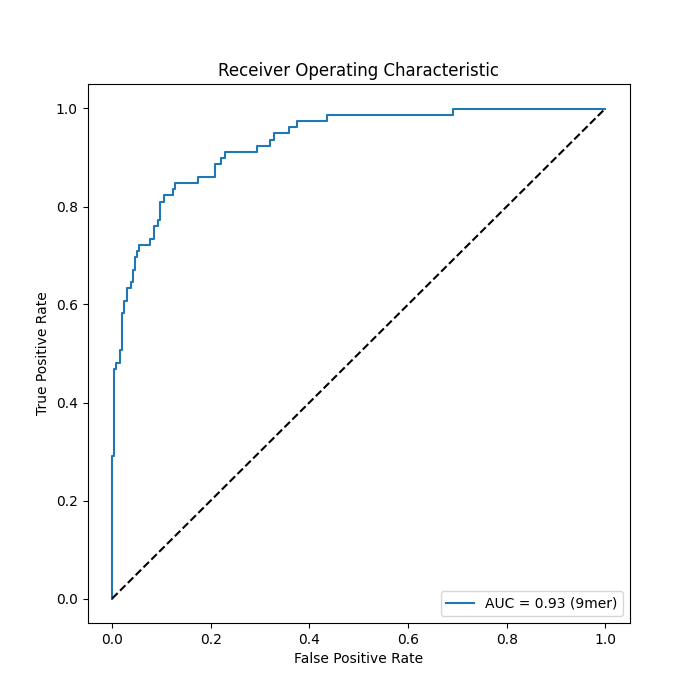 Receiver Operating Characteristic
True Positive Rate
1.0
0.8
0.6
0.4
0.2
0.0
AUC = 0.93 (9mer)
0.0 0.2 0.4 0.6 0.8 1.0
False Positive Rate